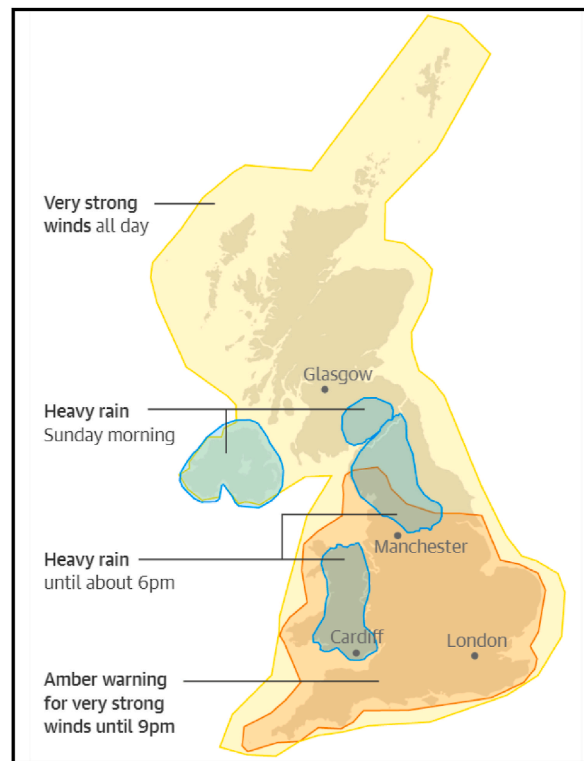 Very strong
winds all day
Glasgow
Heavy rain
Sunday morning
Manchester
Heavy rain
until about 6pm
Cardiff
London
Amber warning
for very strong
winds until 9pm